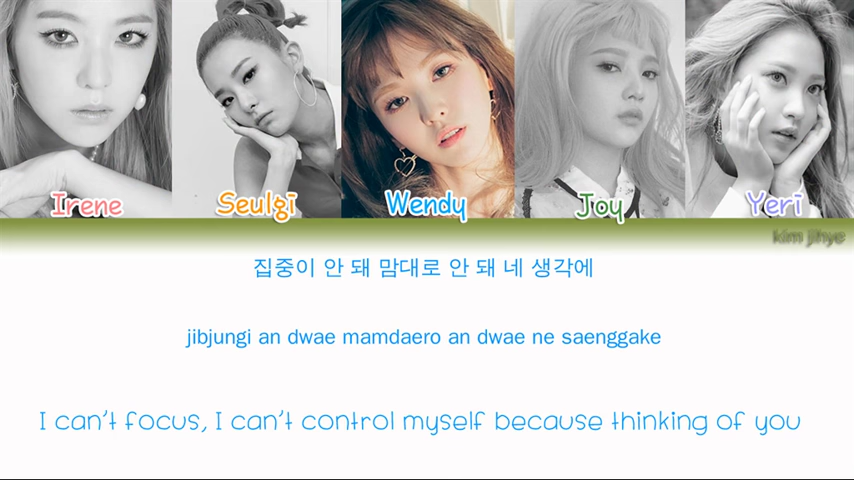 Irene Seulgi Wendy Joy Yeri
kim jihye
집중이 안 돼 맘대로 안 돼 네 생각에
jibjungi an dwae mamdaero an dwae ne saenggake
I can't focus, I can't control myself because thinking of you